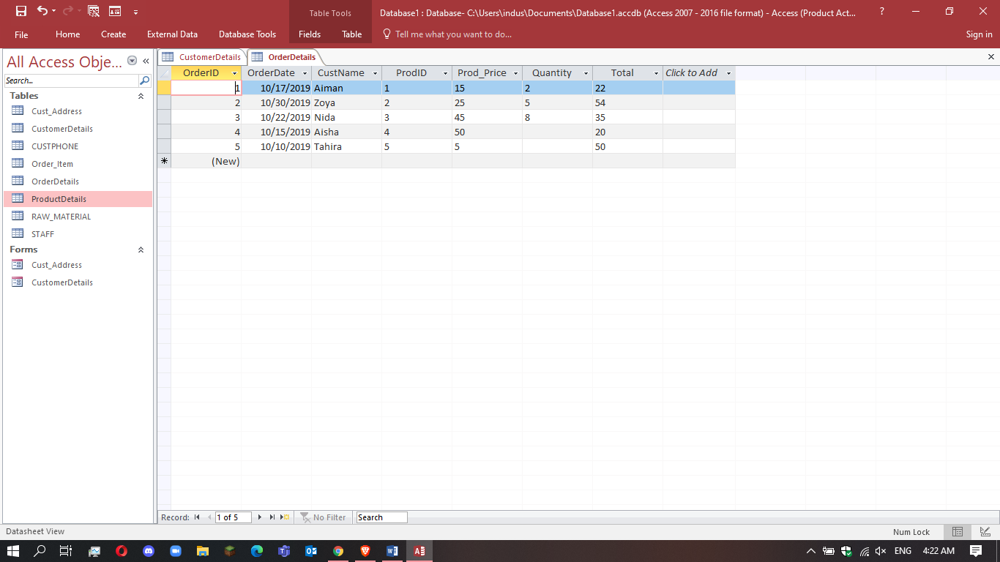 Table Tools
Database1 : Database- C:\Users\indus\Documents\Database1.accdb (Access 2007 - 2016 file format) - Access (Product Act...
?
File Home Create External Data Database Tools Fields Table Tell me what you want to do... Sign in
All Access Obje... «
Search...
Tables
Cust_Address
CustomerDetails
CUSTPHONE
Order_Item
OrderDetails
ProductDetails
RAW_MATERIAL
STAFF
Forms
Cust_Address
CustomerDetails
CustomerDetails OrderDetails
OrderID OrderDate CustName ProdID Prod_Price Quantity Total Click to Add
1 10/17/2019 Aiman 1 15 2 22
2 10/30/2019 Zoya 2 25 5 54
3 10/22/2019 Nida 3 45 8 35
4 10/15/2019 Aisha 4 50 20
5 10/10/2019 Tahira 5 5 50
* (New)
Record: 1 of 5 No Filter Search
Datasheet View Num Lock
ENG 4:22 AM